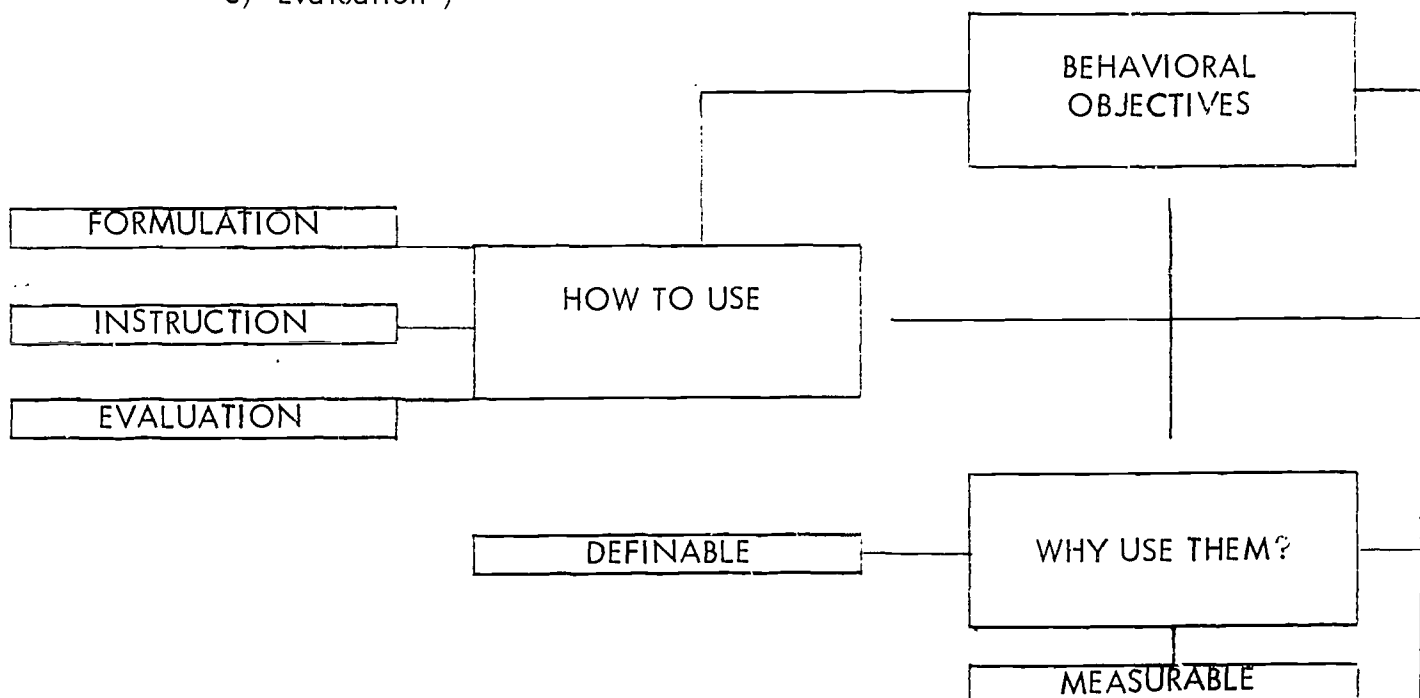 BEHAVIORAL
OBJECTIVES
FORMULATION
HOW TO USE
INSTRUCTION
EVALUATION
DEFINABLE
WHY USE THEM?
MEASURABLE